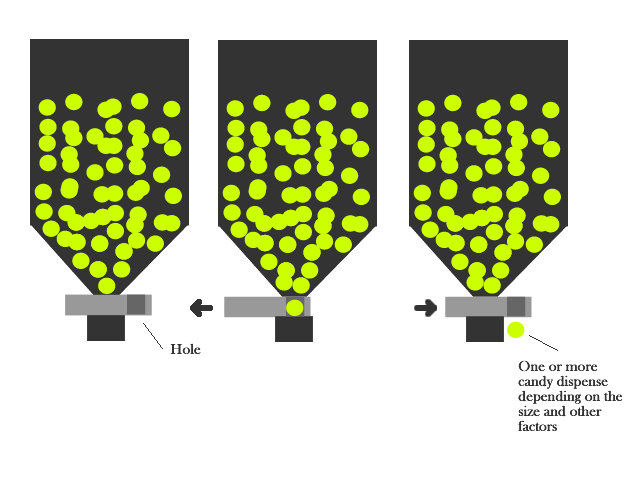 Hole
One or more
candy dispense
depending on the
size and other
factors